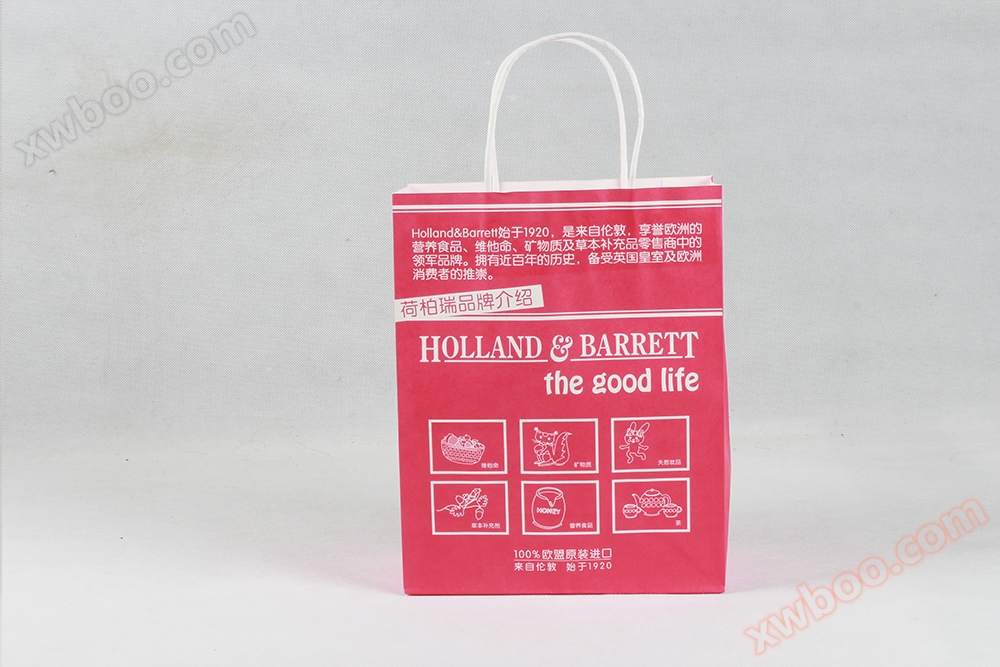 xwboo.com
Holland&Barrett始于1920，是来自伦敦，享誉欧洲的
营养食品、维他命、矿物质及草本补充品零售商中的
领军品牌。拥有近百年的历史，备受英国皇室及欧洲
消费者的推崇。
荷柏瑞品牌介绍
HOLLAND & BARRETT
the good life
维他命
矿物质
天然妆品
草本补充剂
HONEY
营养食品
茶
100%欧盟原装进口
来自伦敦 始于1920
xwboo.com